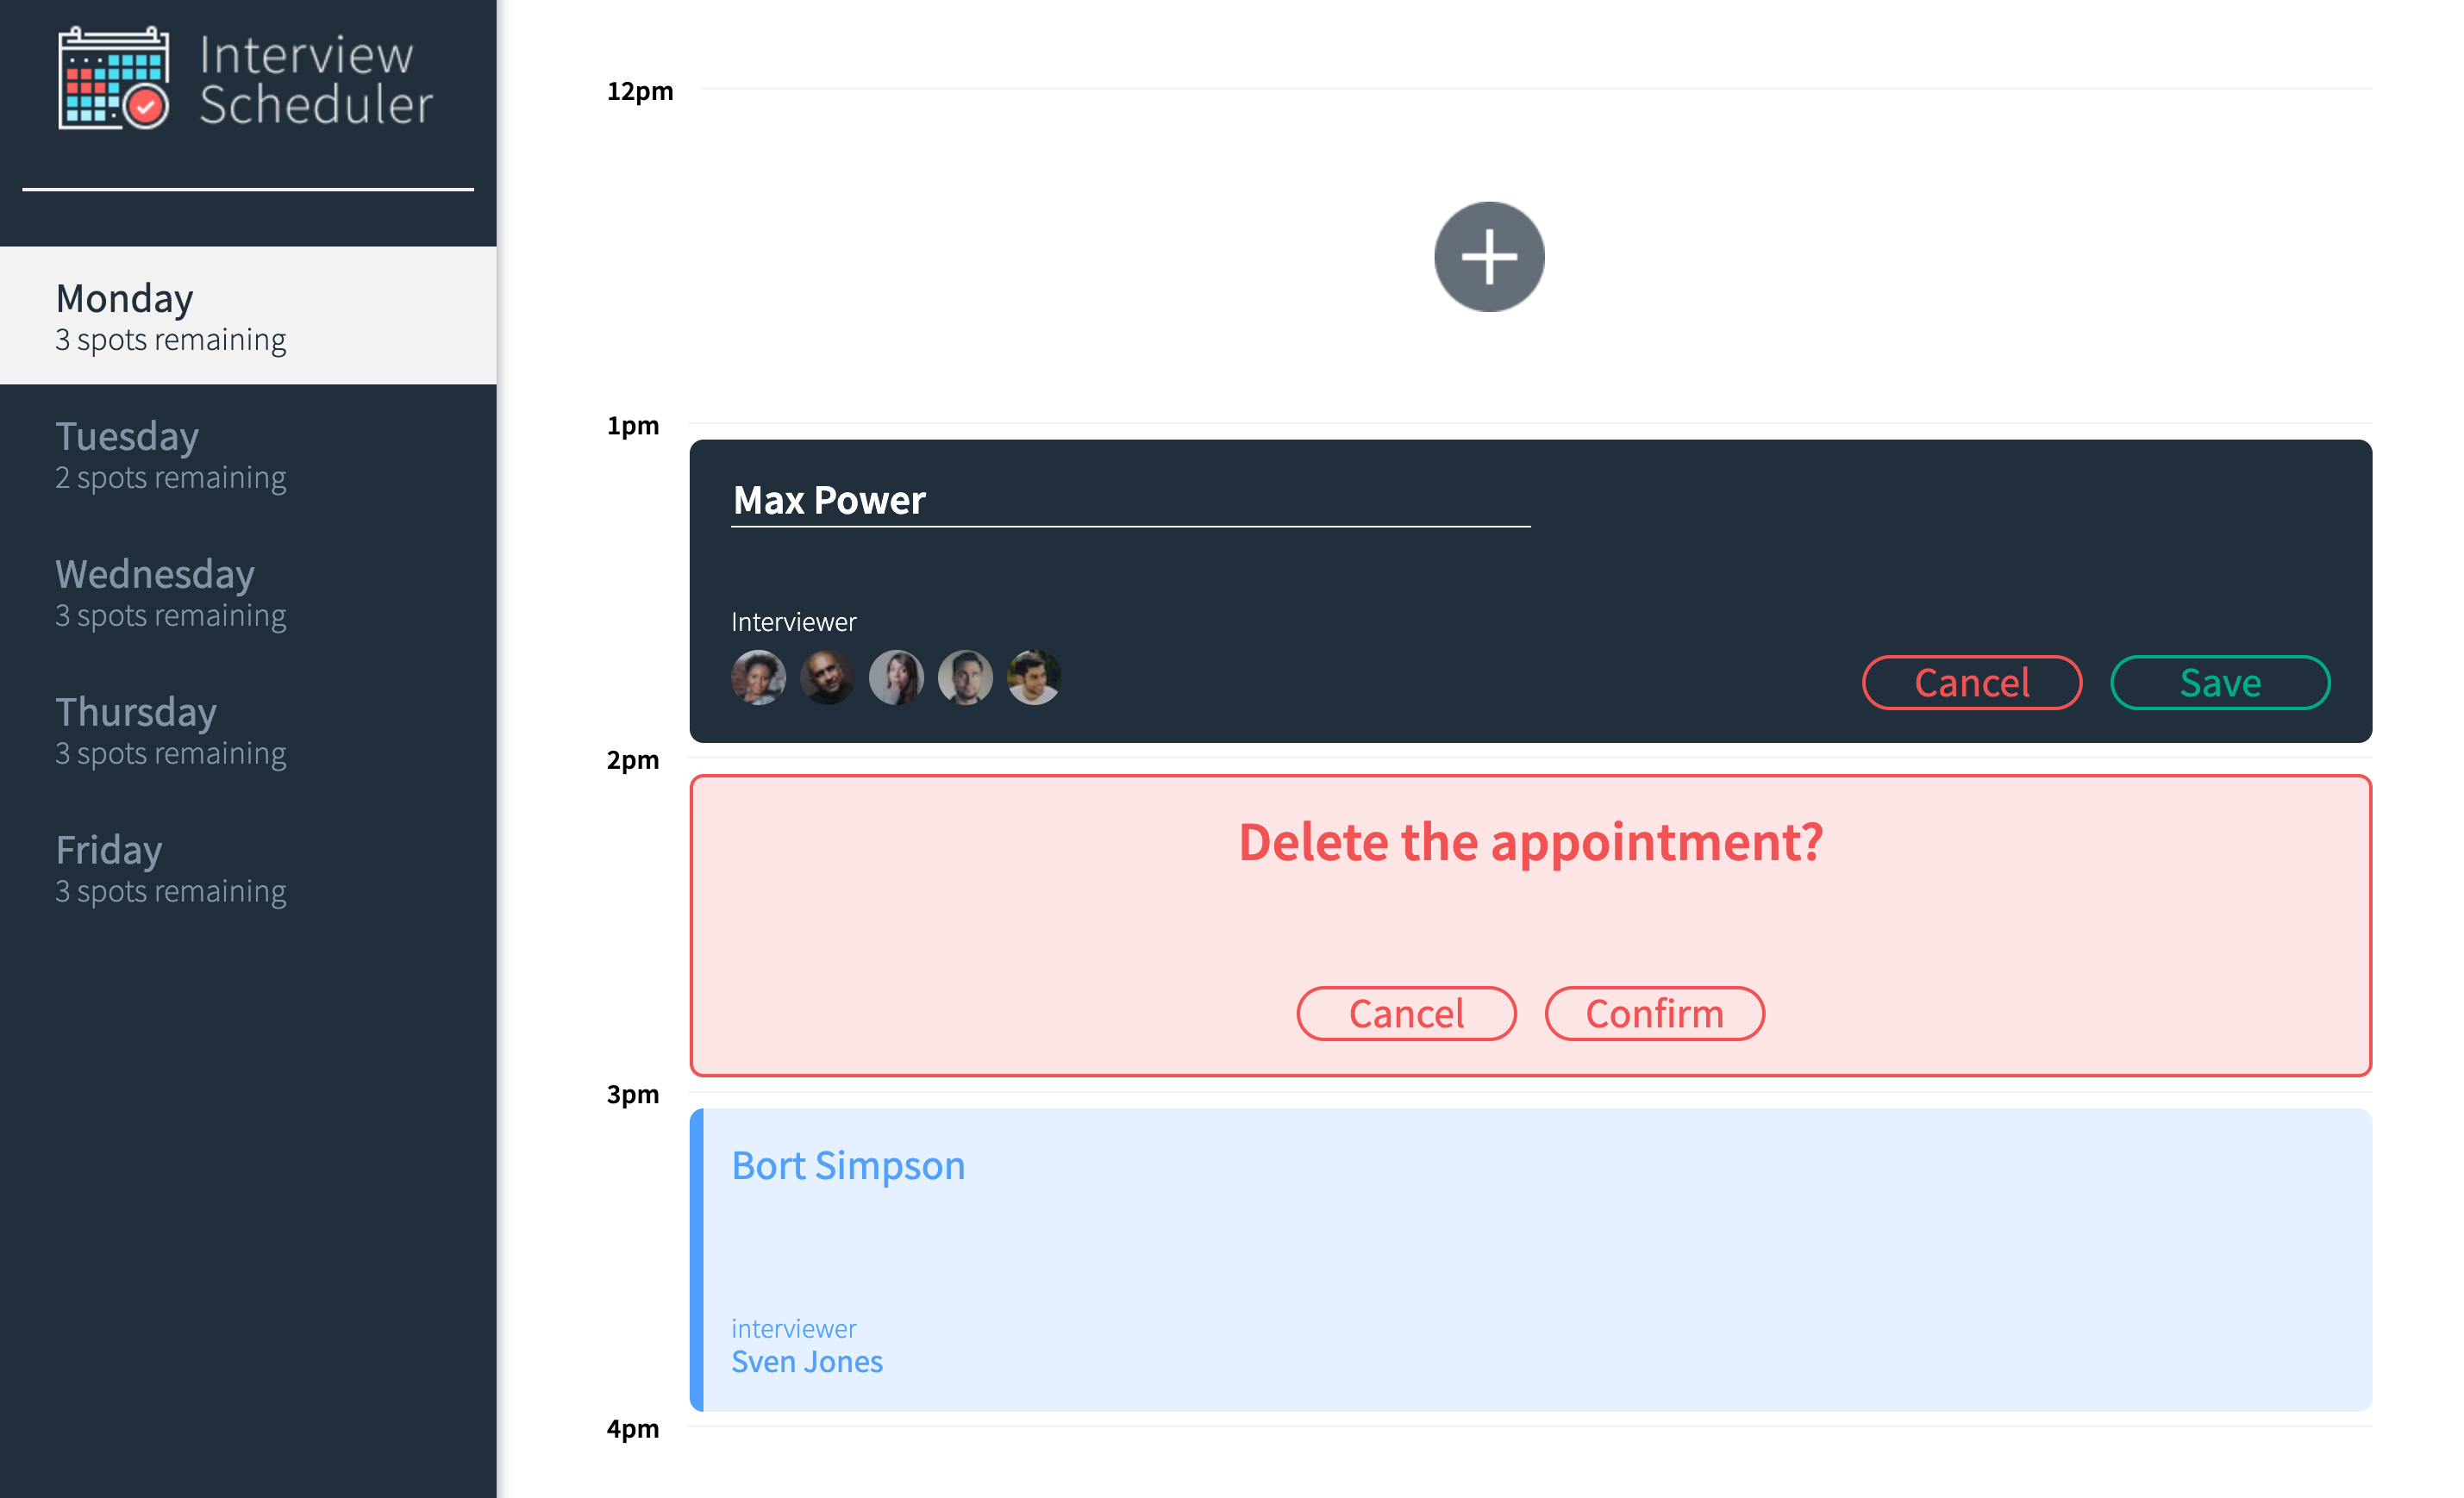 Interview
Scheduler
Monday
3 spots remaining
Tuesday
2 spots remaining
Wednesday
3 spots remaining
Thursday
3 spots remaining
Friday
3 spots remaining
12pm
1pm
Max Power
Interviewer
Cancel Save
2pm
Delete the appointment?
Cancel Confirm
3pm
Bort Simpson
interviewer
Sven Jones
4pm